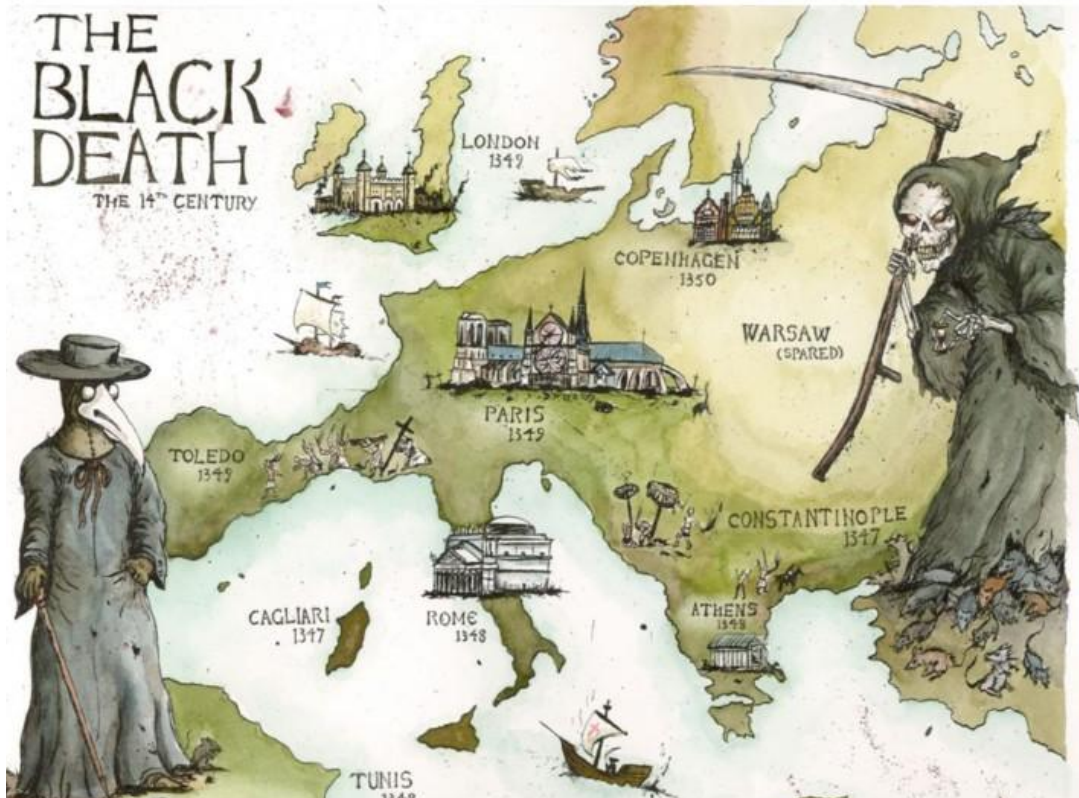 THE
BLACK
DEATH
THE 14TH CENTURY
LONDON
1349
COPENHAGEN
1350
WARSAW
(SPARED)
PARIS
1349
TOLEDO
1349
CONSTANTINOPLE
1347
CAGLIARI
1347
ROME
1348
ATHENS
1348
TUNIS
1348